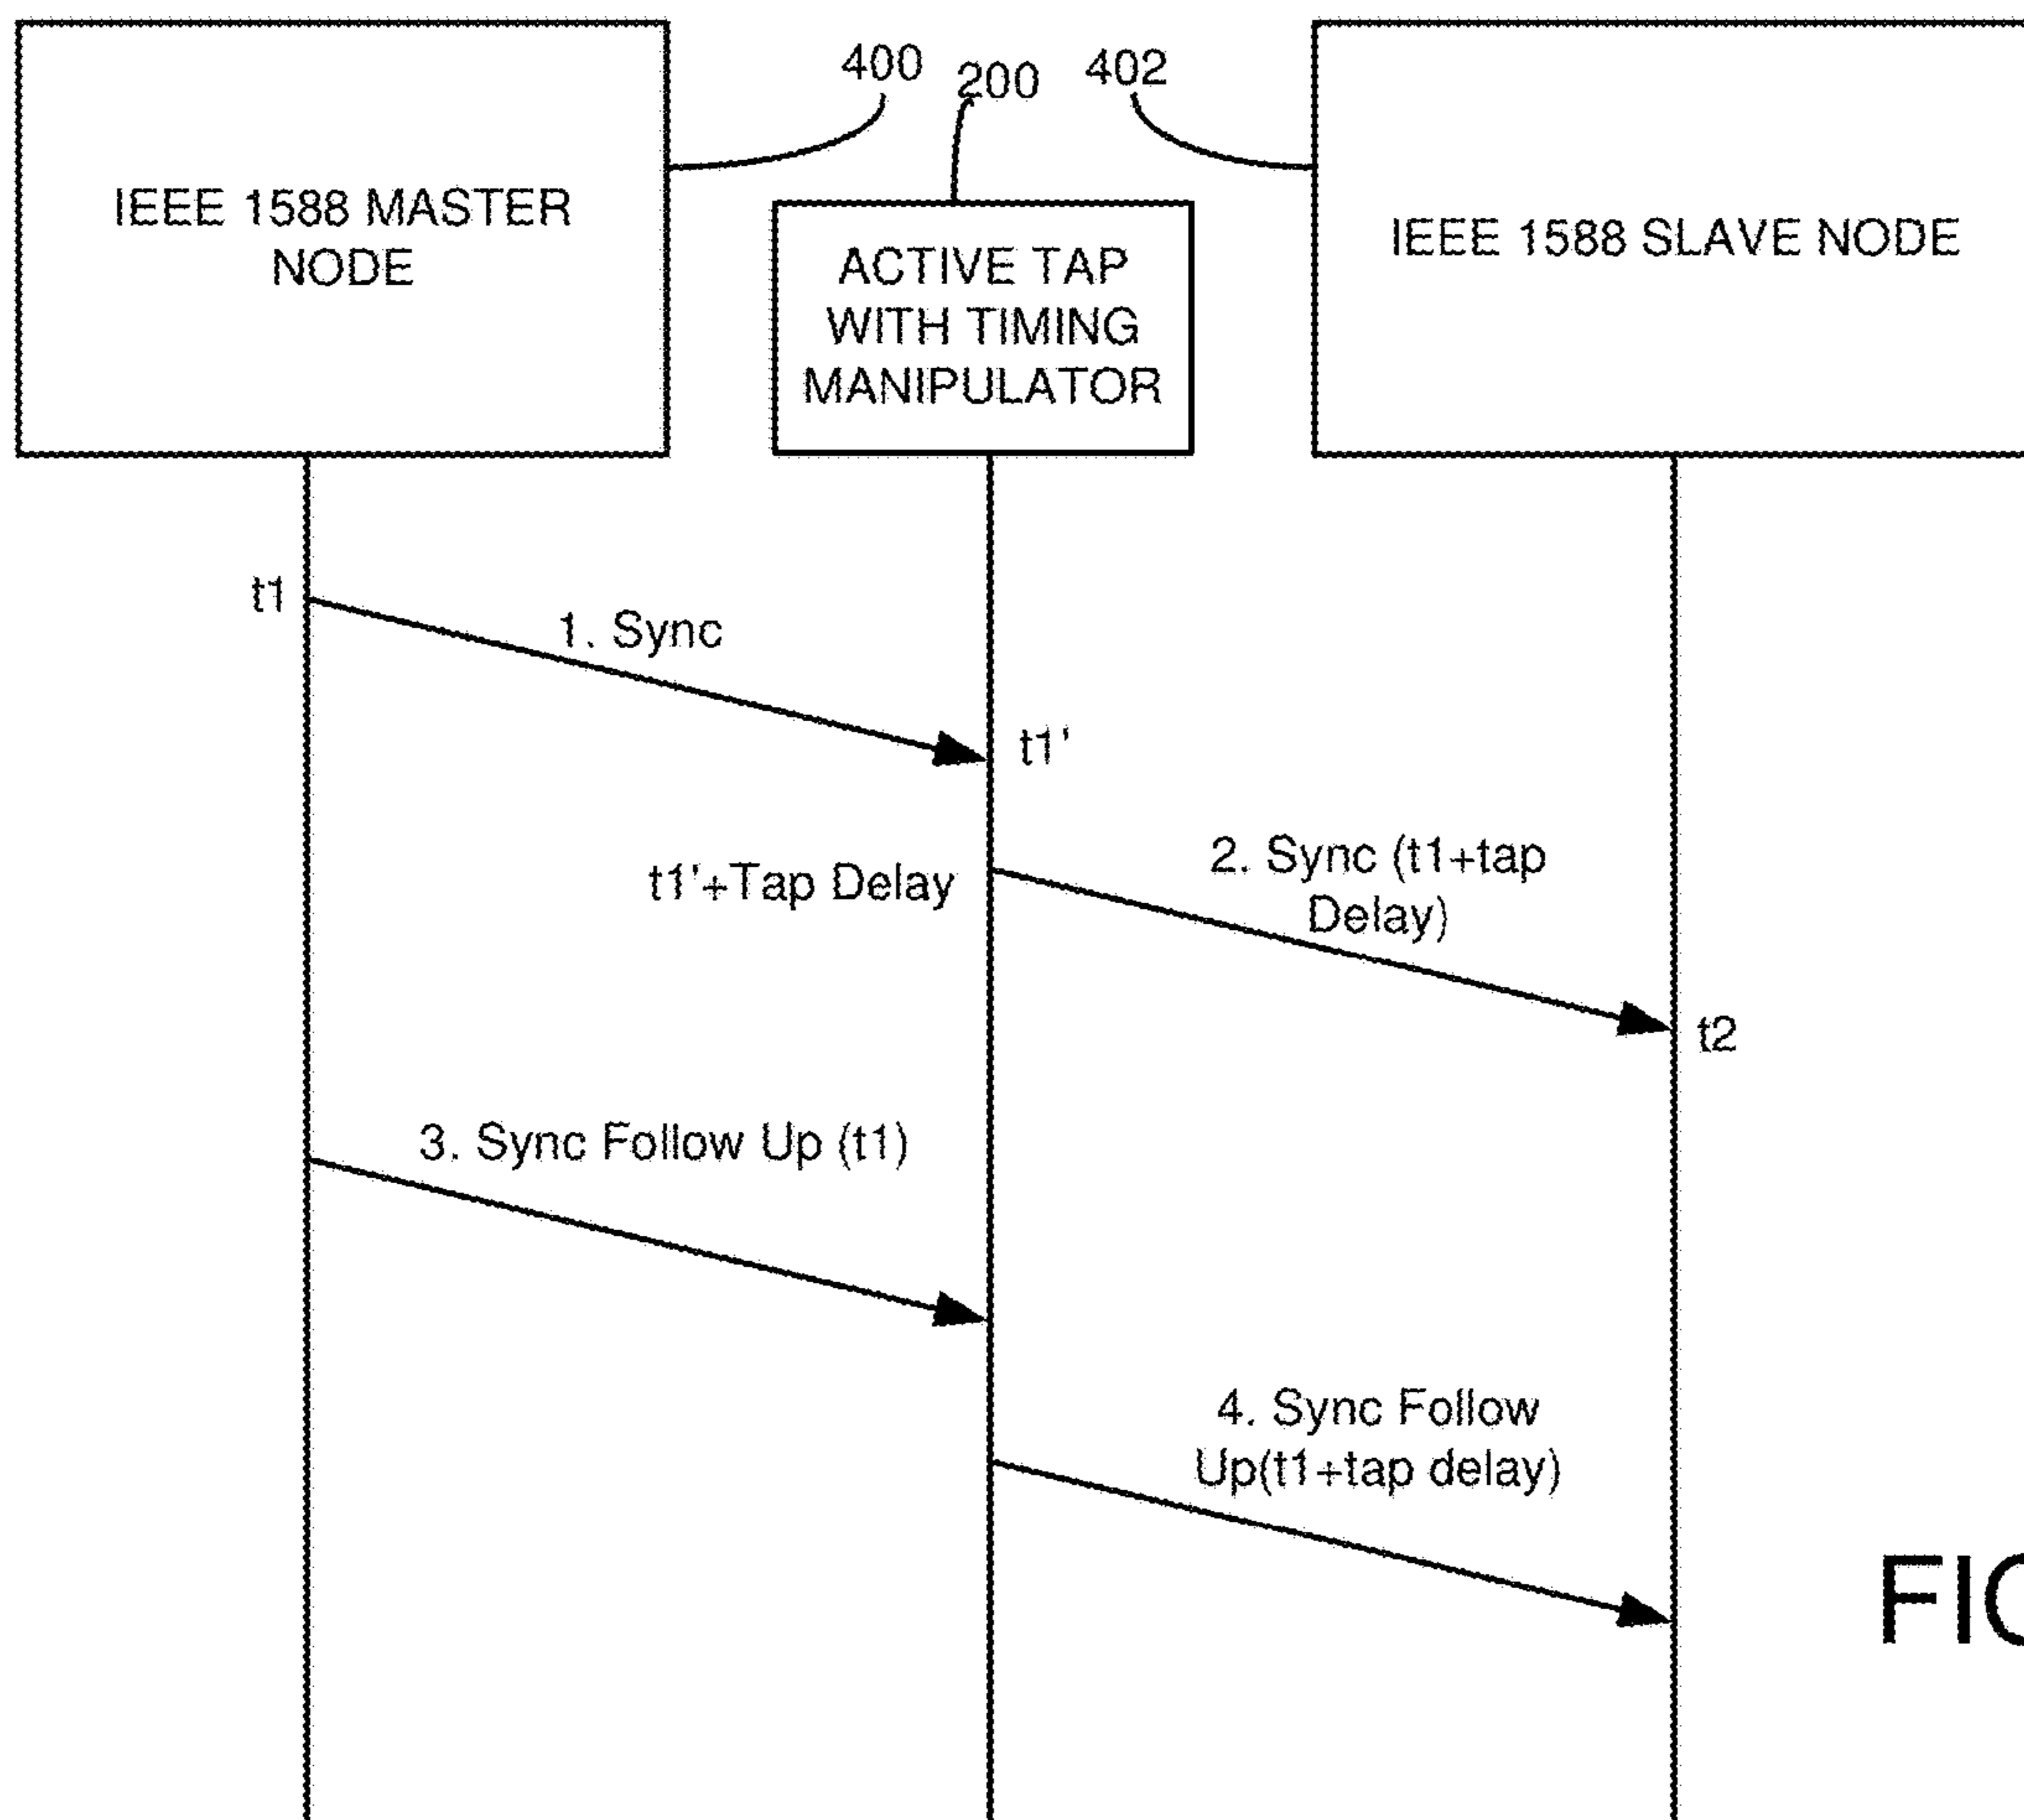 400
200
402
IEEE 1588 MASTER
NODE
ACTIVE TAP
WITH TIMING
MANIPULATOR
IEEE 1588 SLAVE NODE
t1
1. Sync
t1'
t1'+Tap Delay
2. Sync (t1+tap
Delay)
t2
3. Sync Follow Up (t1)
4. Sync Follow
Up(t1+tap delay)